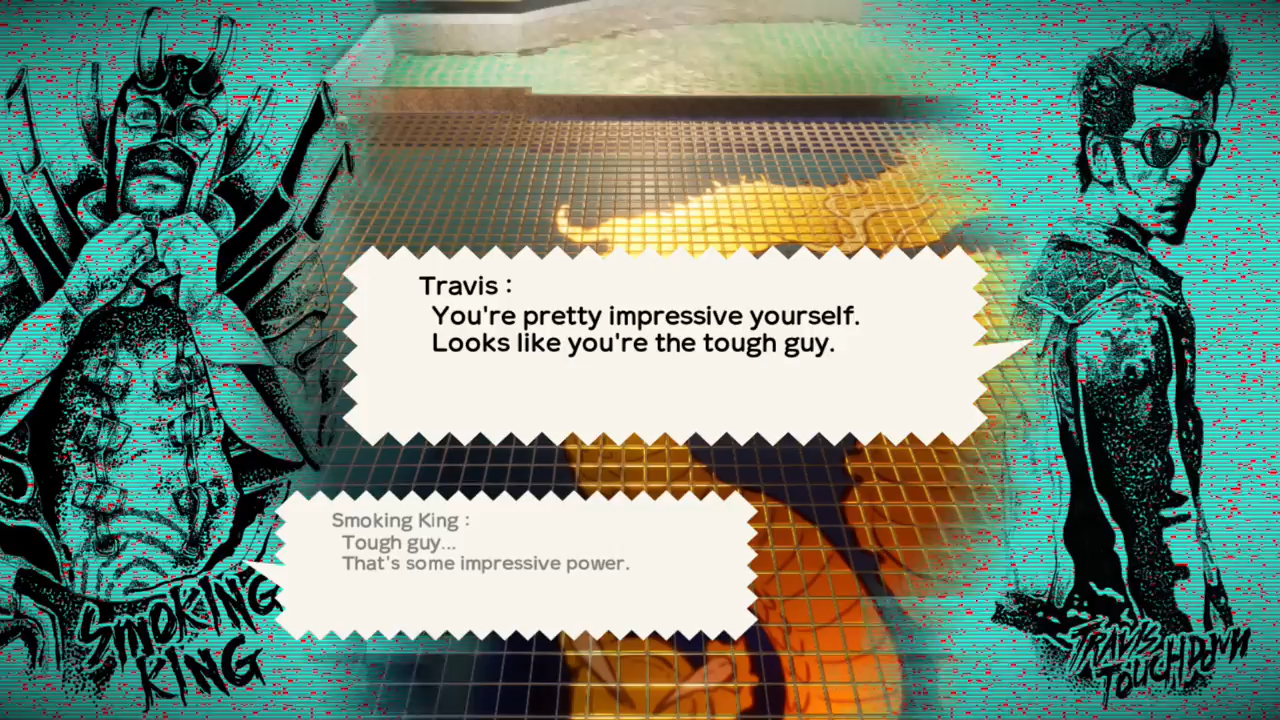 Travis :
You're pretty impressive yourself.
Looks like you're the tough guy.
Smoking King :
Tough guy...
That's some impressive power.
SMOKING
KING
TRAVIS
TOUCHDOWN